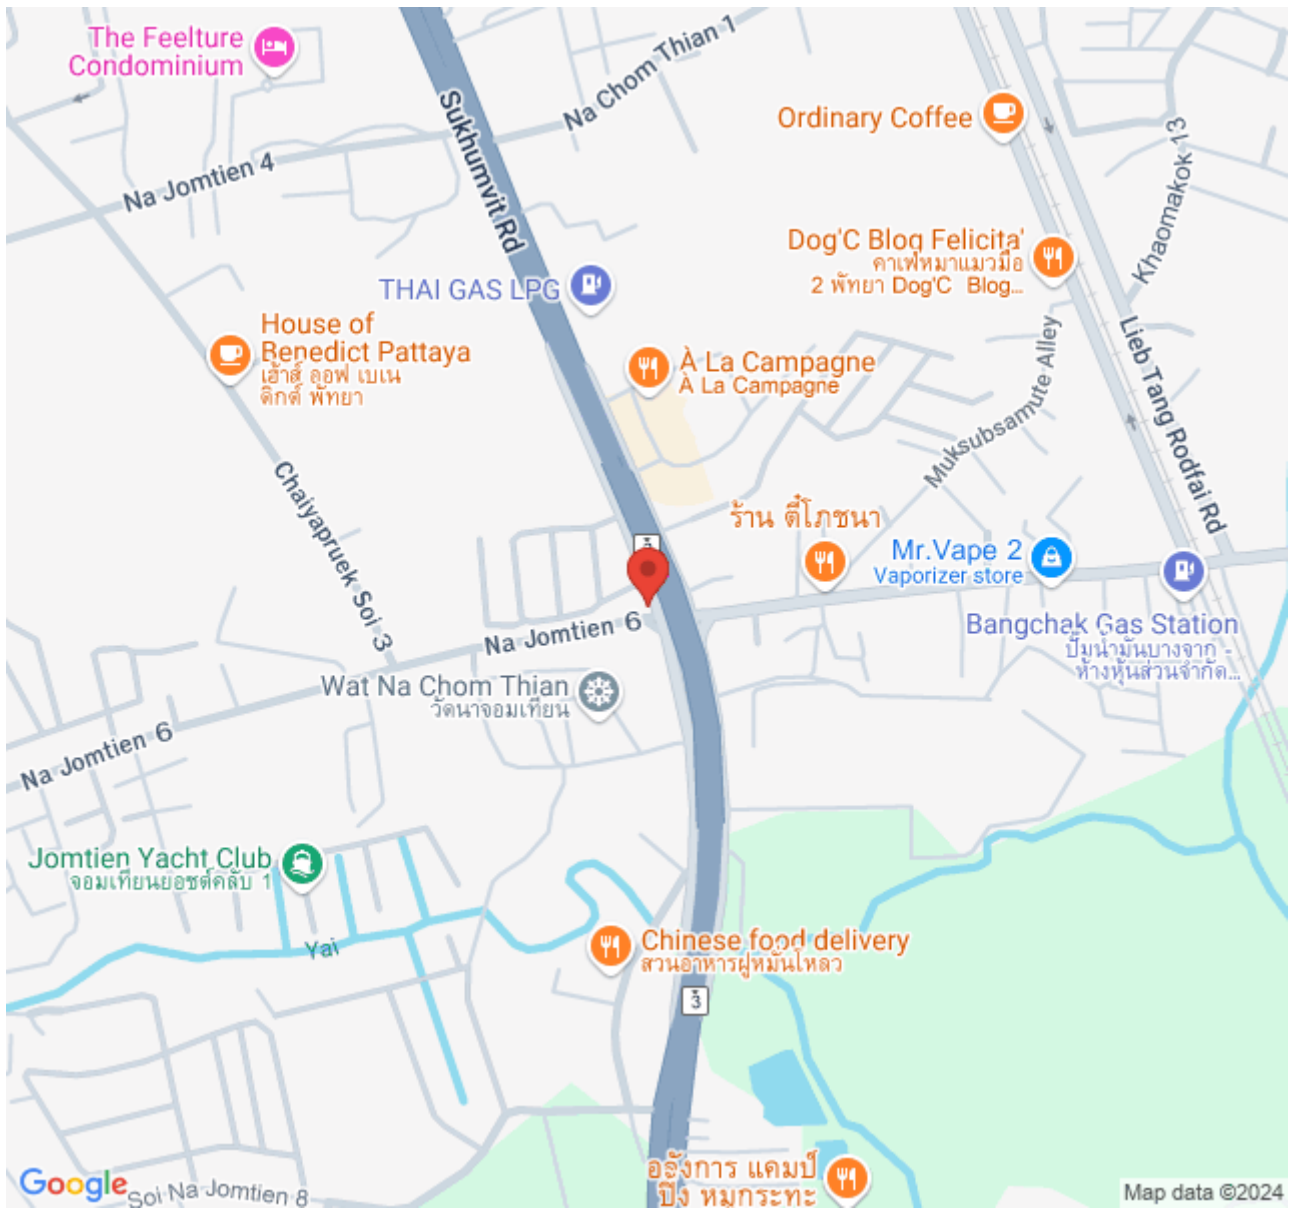 The Feelture
Condominium
Na Chom Thian 1
Sukhumvit Rd
Ordinary Coffee
Khaomakok 13
Na Jomtien 4
Dog'C Blog Felicita'
คาเฟ่หมาแมวมือ
2 พัทยา Dog'C Blog...
THAI GAS LPG
House of
Benedict Pattaya
เฮ้าส์ ออฟ เบเน
ดิกต์ พัทยา
À La Campagne
À La Campagne
Lieb Tang Rodfai Rd
Muksubsamute Alley
Chaiyapruek Soi 3
ร้าน ตี๋โภชนา
Mr.Vape 2
Vaporizer store
Na Jomtien 6
Bangchak Gas Station
ปั๊มน้ำมันบางจาก -
ห้างหุ้นส่วนจำกัด...
Wat Na Chom Thian
วัดนาจอมเทียน
Na Jomtien 6
Jomtien Yacht Club
จอมเทียนยอชต์คลับ 1
Yai
Chinese food delivery
สวนอาหารฝูหมั่นโหลว
3
อลังการ แคมป์
ปิ้ง หมูกระทะ
Google
Soi Na Jomtien 8
Map data ©2024